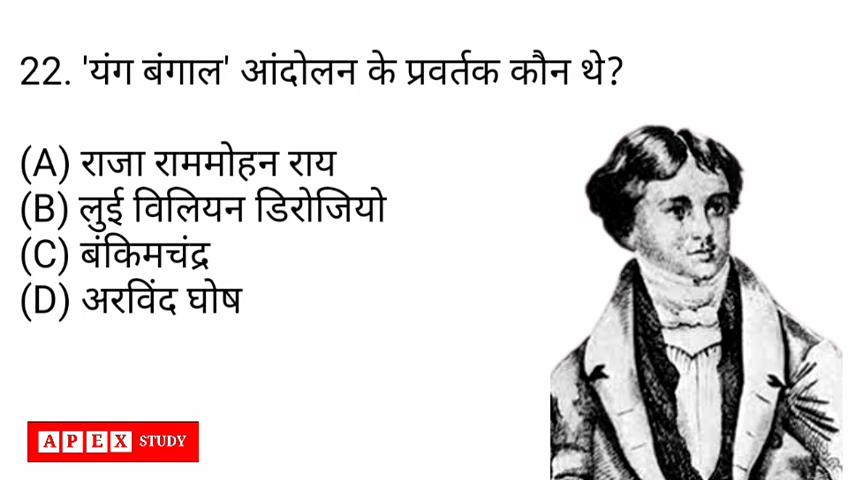 22. 'यंग बंगाल' आंदोलन के प्रवर्तक कौन थे?
(A) राजा राममोहन राय
(B) लुई विलियन डिरोजियो
(C) बंकिमचंद्र
(D) अरविंद घोष
APEX STUDY